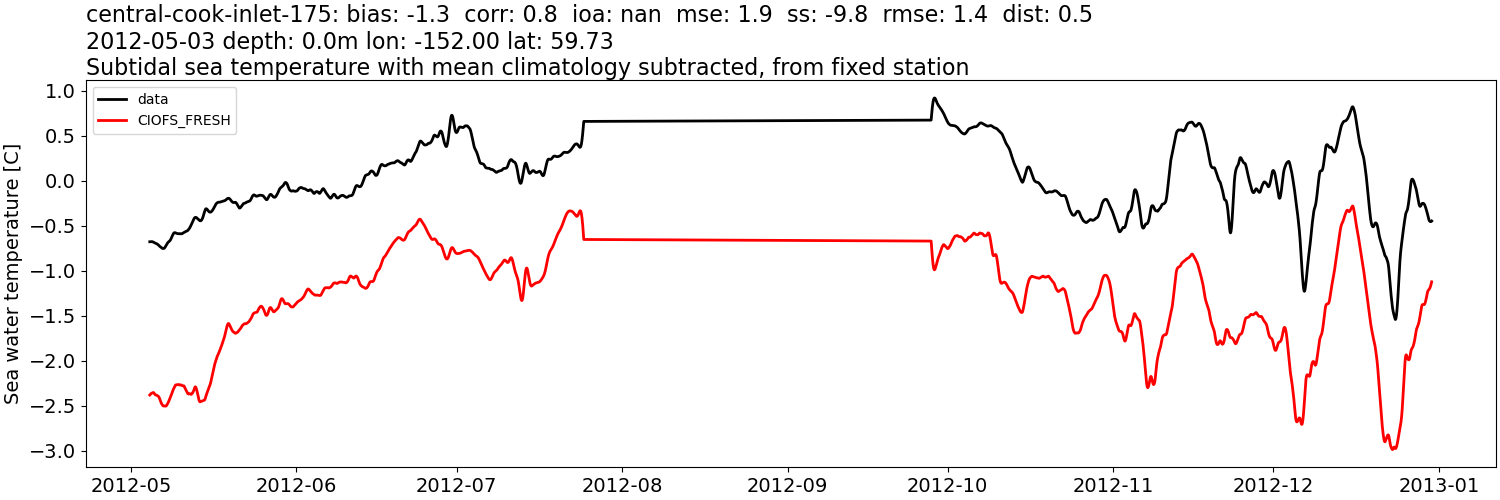 central-cook-inlet-175: bias: -1.3  corr: 0.8  ioa: nan  mse: 1.9  ss: -9.8  rmse: 1.4  dist: 0.5
2012-05-03 depth: 0.0m lon: -152.00 lat: 59.73
Subtidal sea temperature with mean climatology subtracted, from fixed station
data
CIOFS_FRESH
Sea water temperature [C]
1.0
0.5
0.0
−0.5
−1.0
−1.5
−2.0
−2.5
−3.0
2012-05 2012-06 2012-07 2012-08 2012-09 2012-10 2012-11 2012-12 2013-01